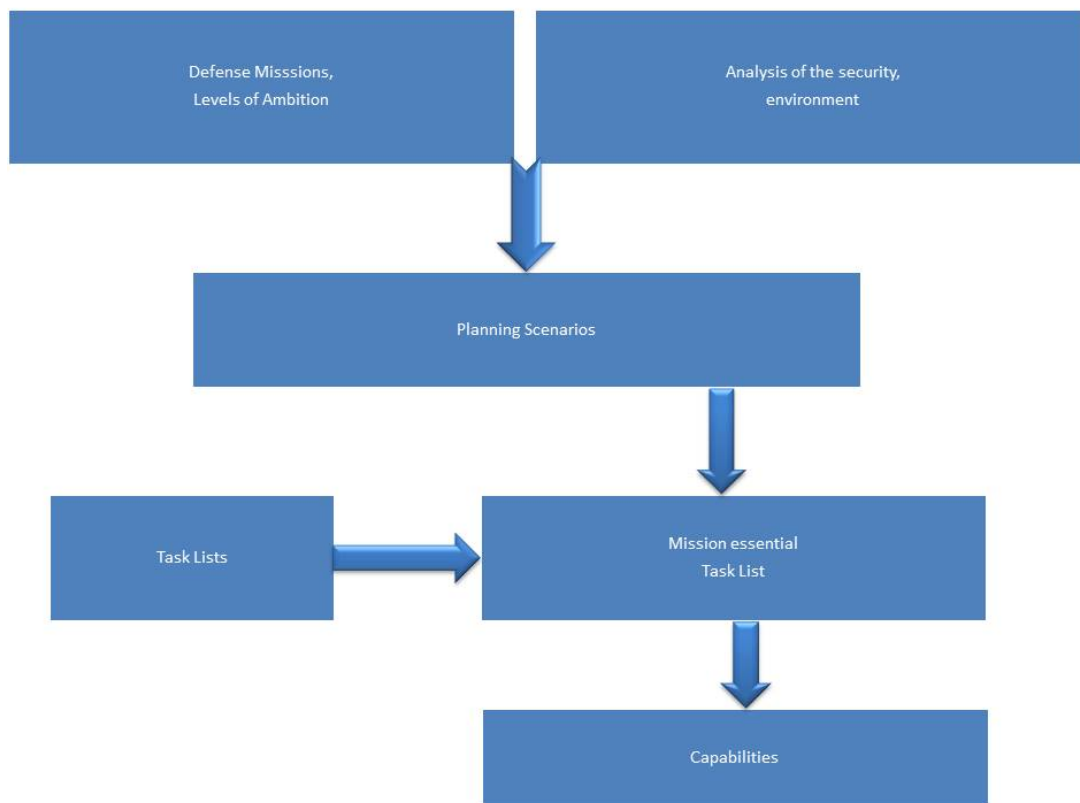 Defense Misssions,
Levels of Ambition
Analysis of the security,
environment
Planning Scenarios
Task Lists
Mission essential
Task List
Capabilities